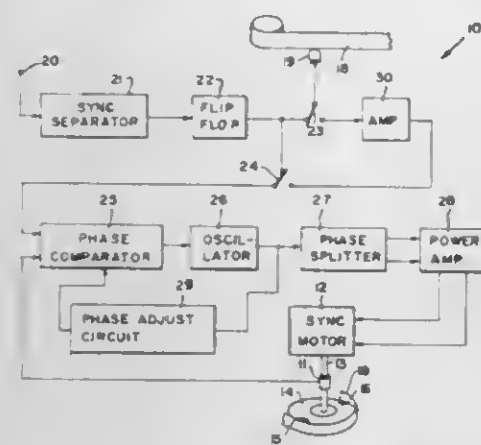 10
20
21
22
19
18
30
SYNC
SEPARATOR
FLIP
FLOP
23
AMP
24
25
26
27
28
PHASE
COMPARATOR
OSCIL-
LATOR
PHASE
SPLITTER
POWER
AMP
29
12
PHASE ADJUST
CIRCUIT
SYNC
MOTOR
11
13
14
16
15